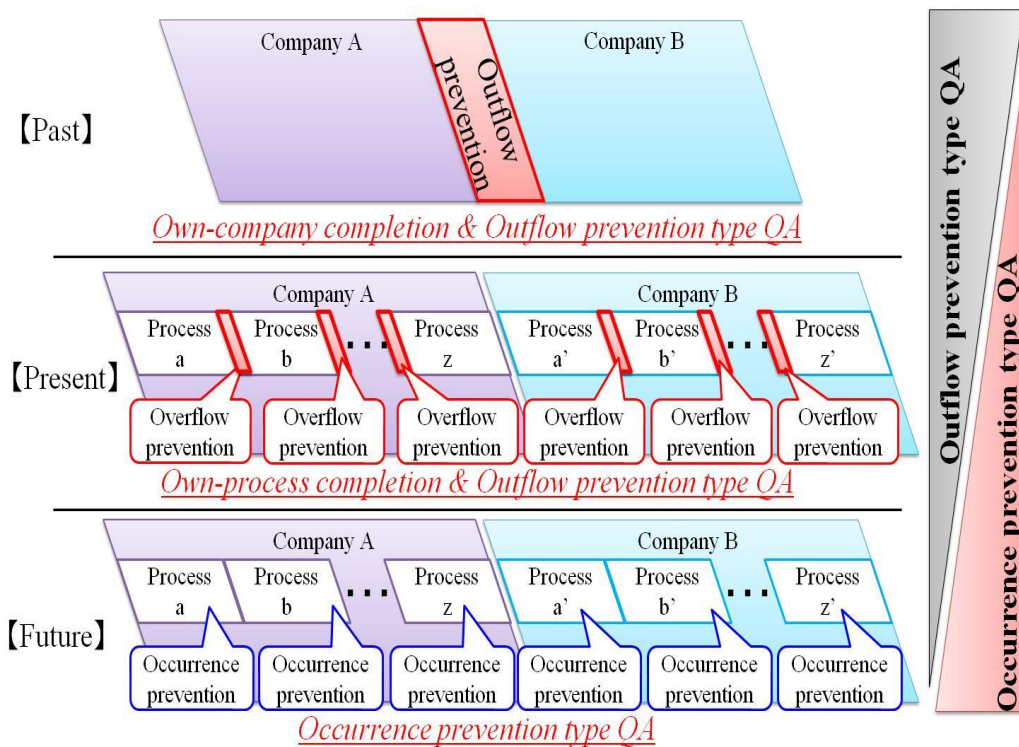 Company A
Company B
Outflow
prevention
【Past】
Own-company completion & Outflow prevention type QA
Company A
Company B
Process
a
Process
b
...
Process
z
Process
a’
Process
b’
...
Process
z’
【Present】
Overflow
prevention
Overflow
prevention
Overflow
prevention
Overflow
prevention
Overflow
prevention
Overflow
prevention
Own-process completion & Outflow prevention type QA
Company A
Company B
Process
a
Process
b
...
Process
z
Process
a’
Process
b’
...
Process
z’
【Future】
Occurrence
prevention
Occurrence
prevention
Occurrence
prevention
Occurrence
prevention
Occurrence
prevention
Occurrence
prevention
Occurrence prevention type QA
Outflow prevention type QA
Occurrence prevention type QA